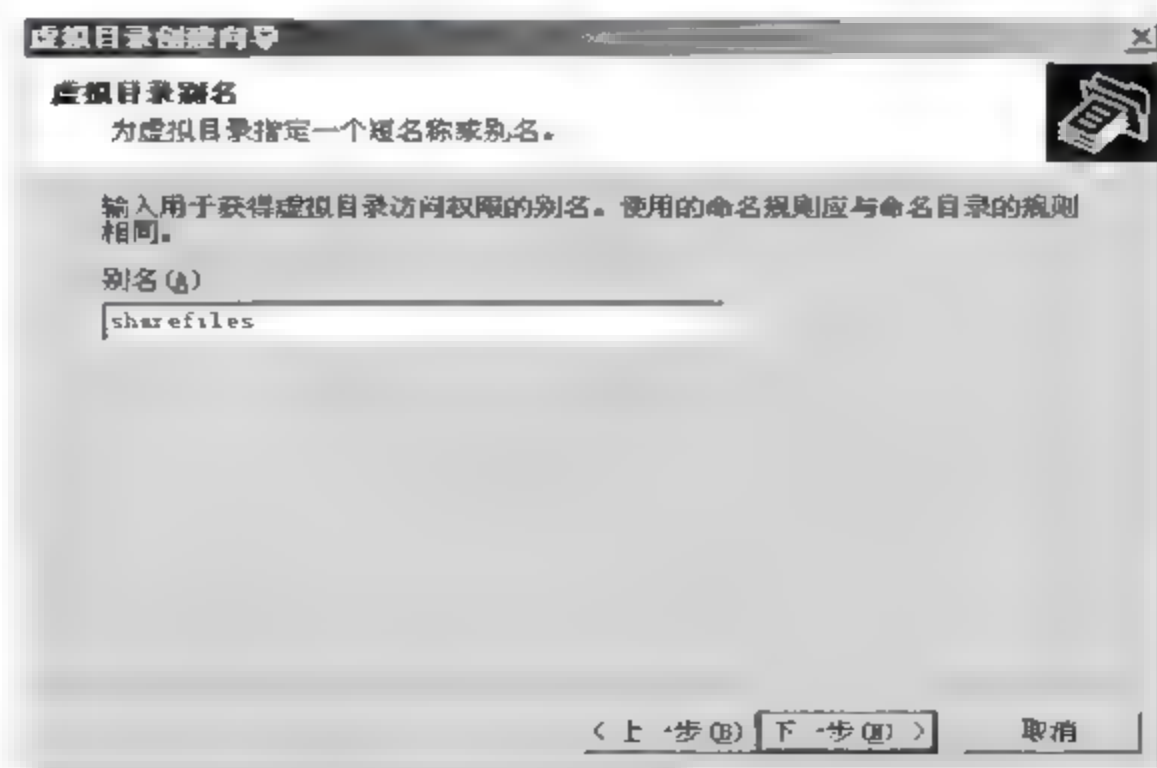 虚拟目录创建向导
虚拟目录别名
为虚拟目录指定一个短名称或别名。
输入用于获得虚拟目录访问权限的别名。使用的命名规则应与命名目录的规则
相同。
别名(A)
sharefiles
< 上一步(B) 下一步(N) > 取消